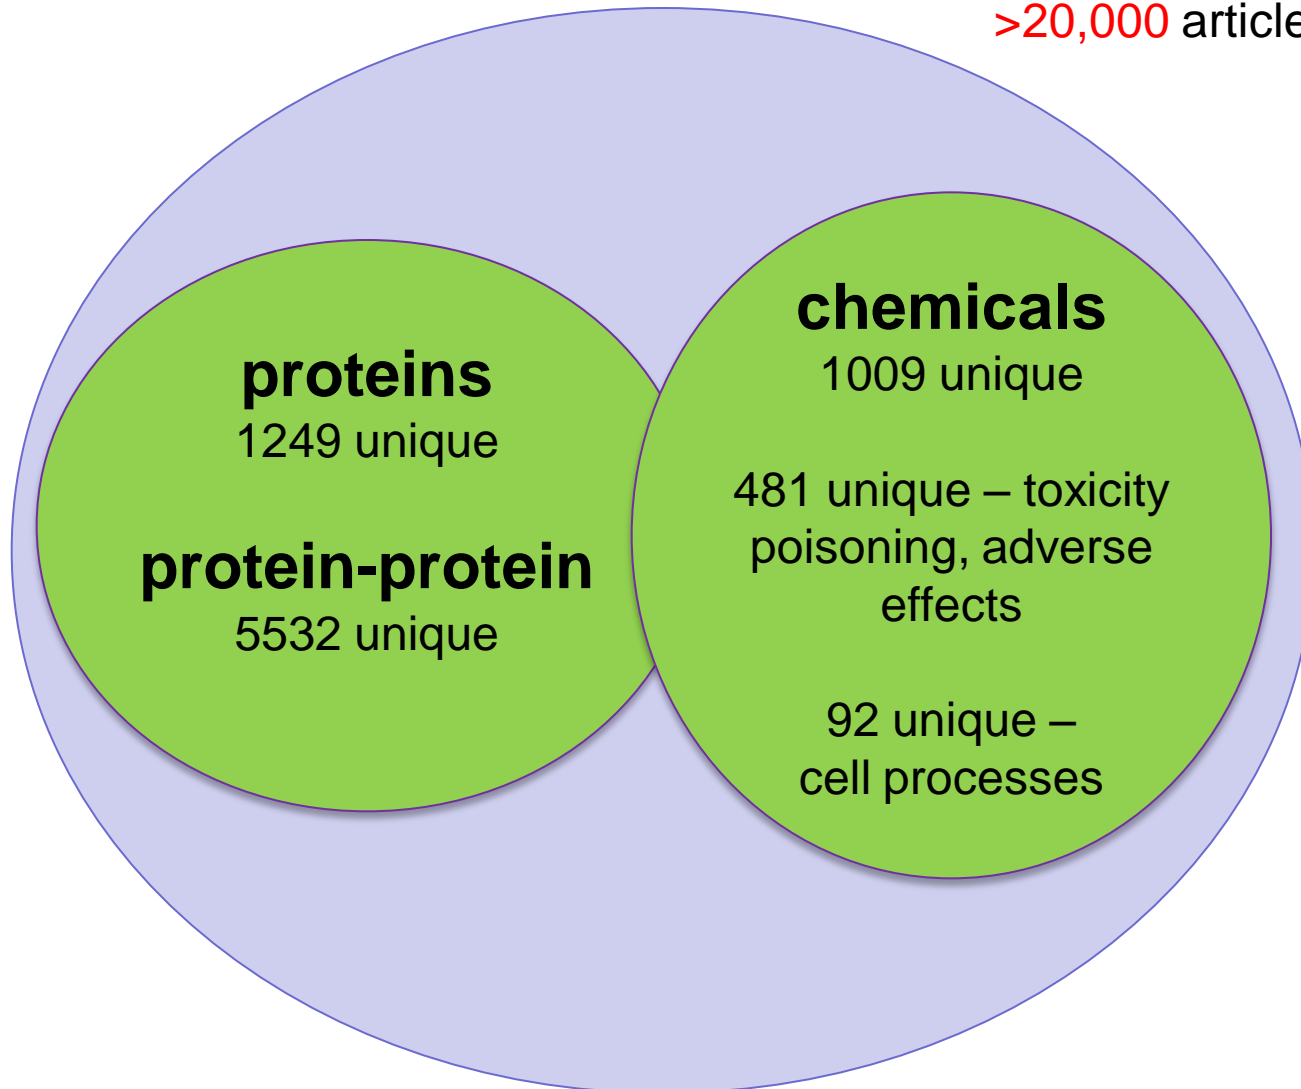 >20,000 article
proteins
1249 unique
protein-protein
5532 unique
chemicals
1009 unique
481 unique – toxicity
poisoning, adverse
effects
92 unique –
cell processes